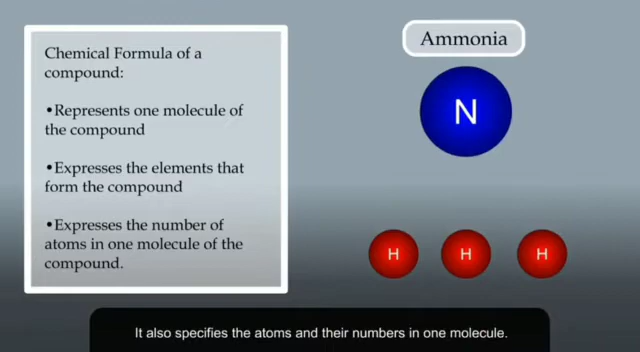 Chemical Formula of a
compound:
•Represents one molecule of
the compound
•Expresses the elements that
form the compound
•Expresses the number of
atoms in one molecule of the
compound.
Ammonia
N
H H H
It also specifies the atoms and their numbers in one molecule.